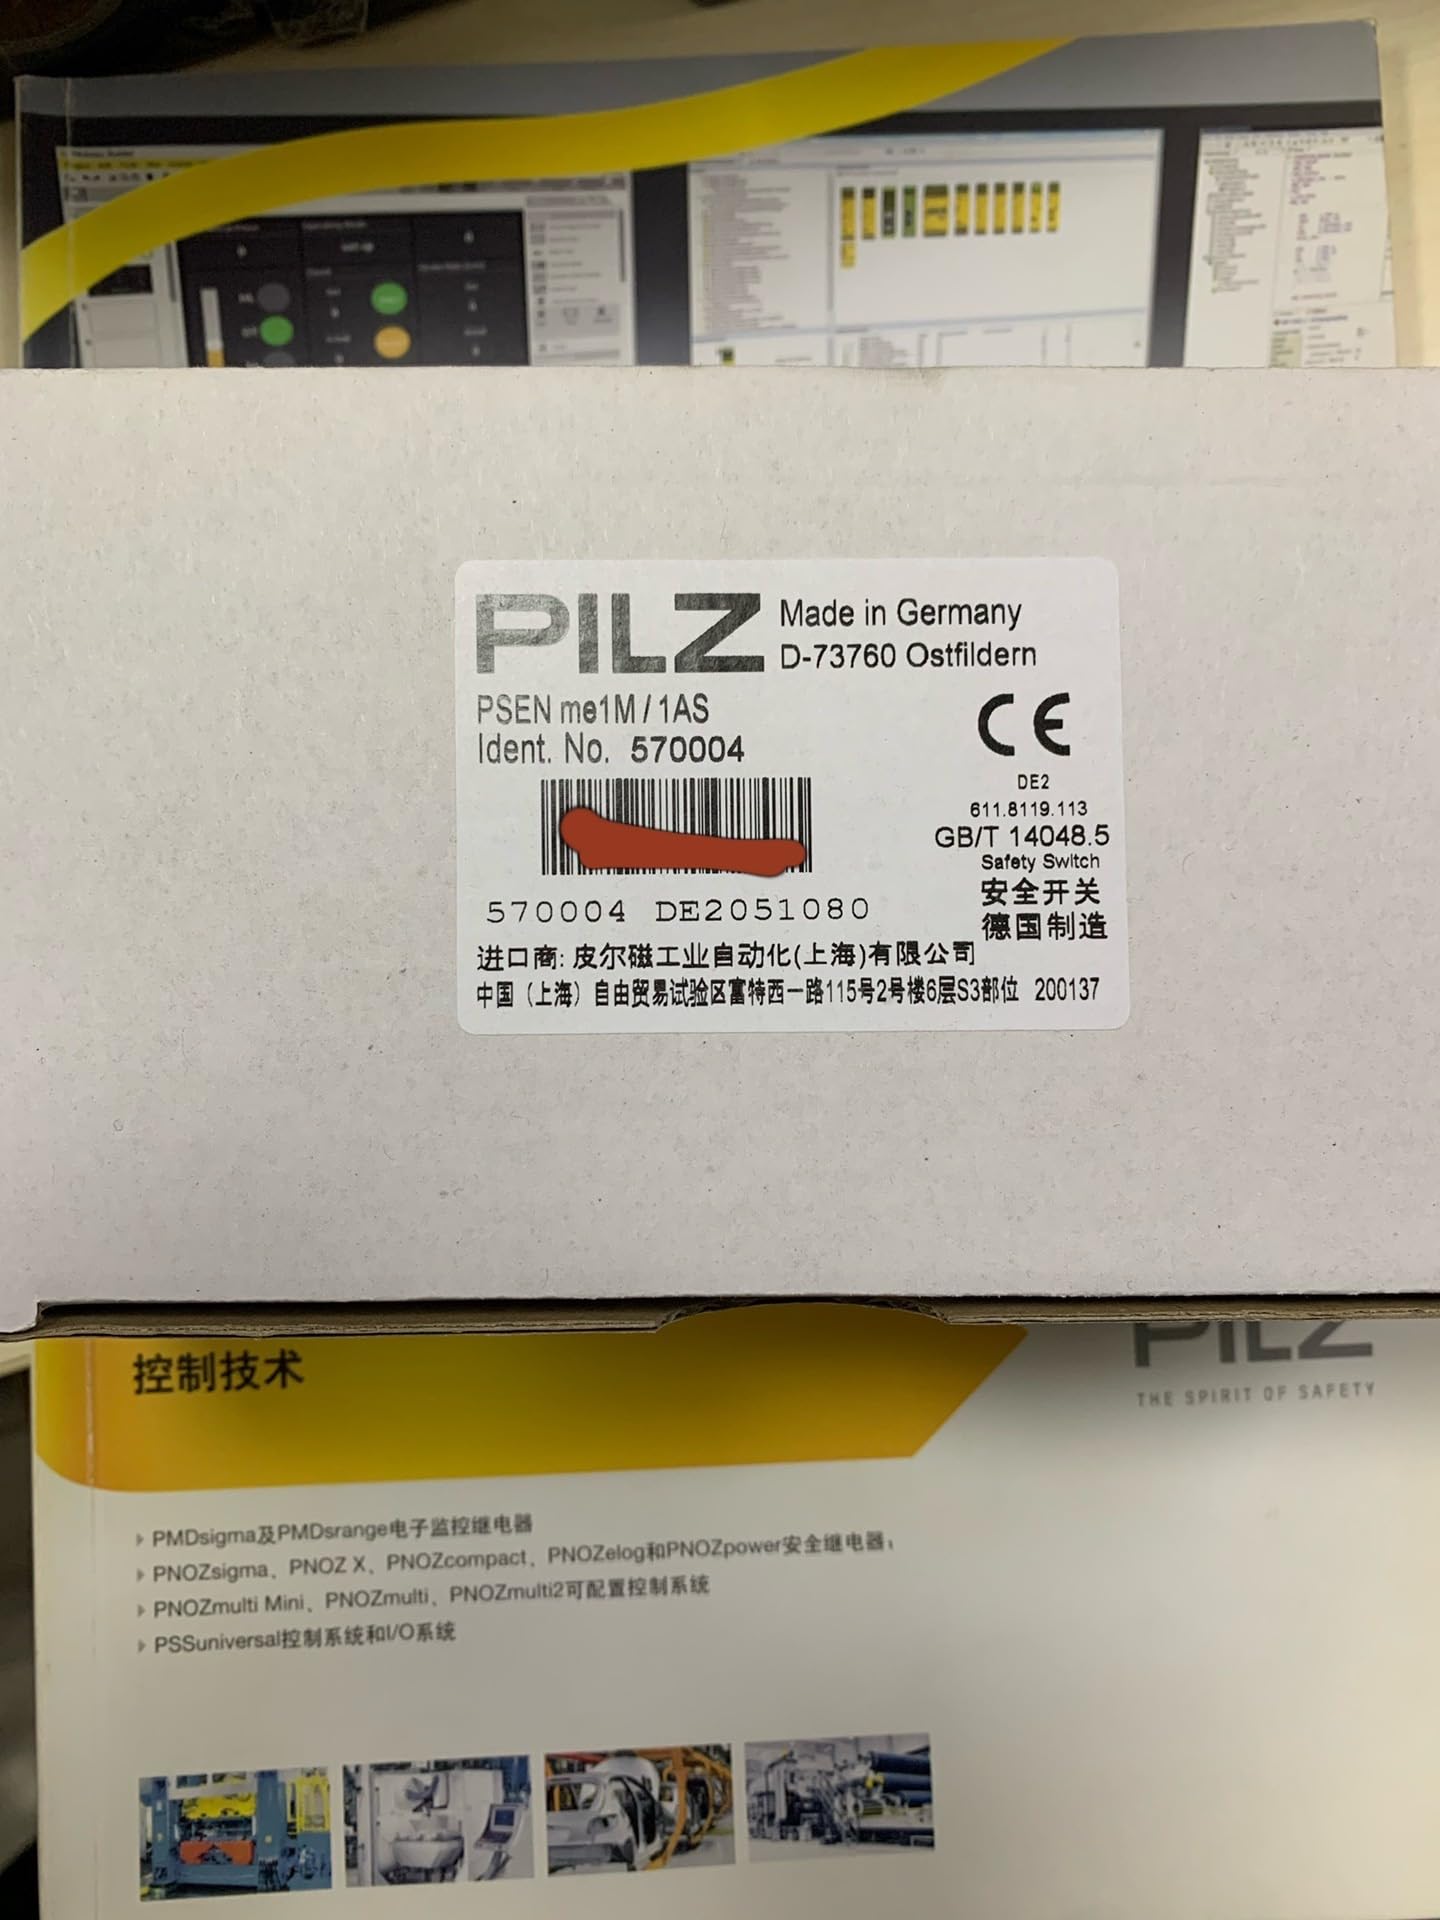 PILZ
Made in Germany
D-73760 Ostfildern
PSEN me1M / 1AS
Ident. No. 570004
DE2
611.8119.113
GB/T 14048.5
Safety Switch
安全开关
德国制造
570004 DE2051080
进口商: 皮尔磁工业自动化(上海)有限公司
中国（上海）自由贸易试验区富特西一路115号2号楼6层S3部位 200137
控制技术
PILZ
THE SPIRIT OF SAFETY
PMDsigma及PMDsrange电子监控继电器
PNOZsigma、PNOZ X、PNOZcompact、PNOZelog和PNOZpower安全继电器；
PNOZmulti Mini、PNOZmulti、PNOZmulti2可配置控制系统
PSSuniversal控制系统和I/O系统